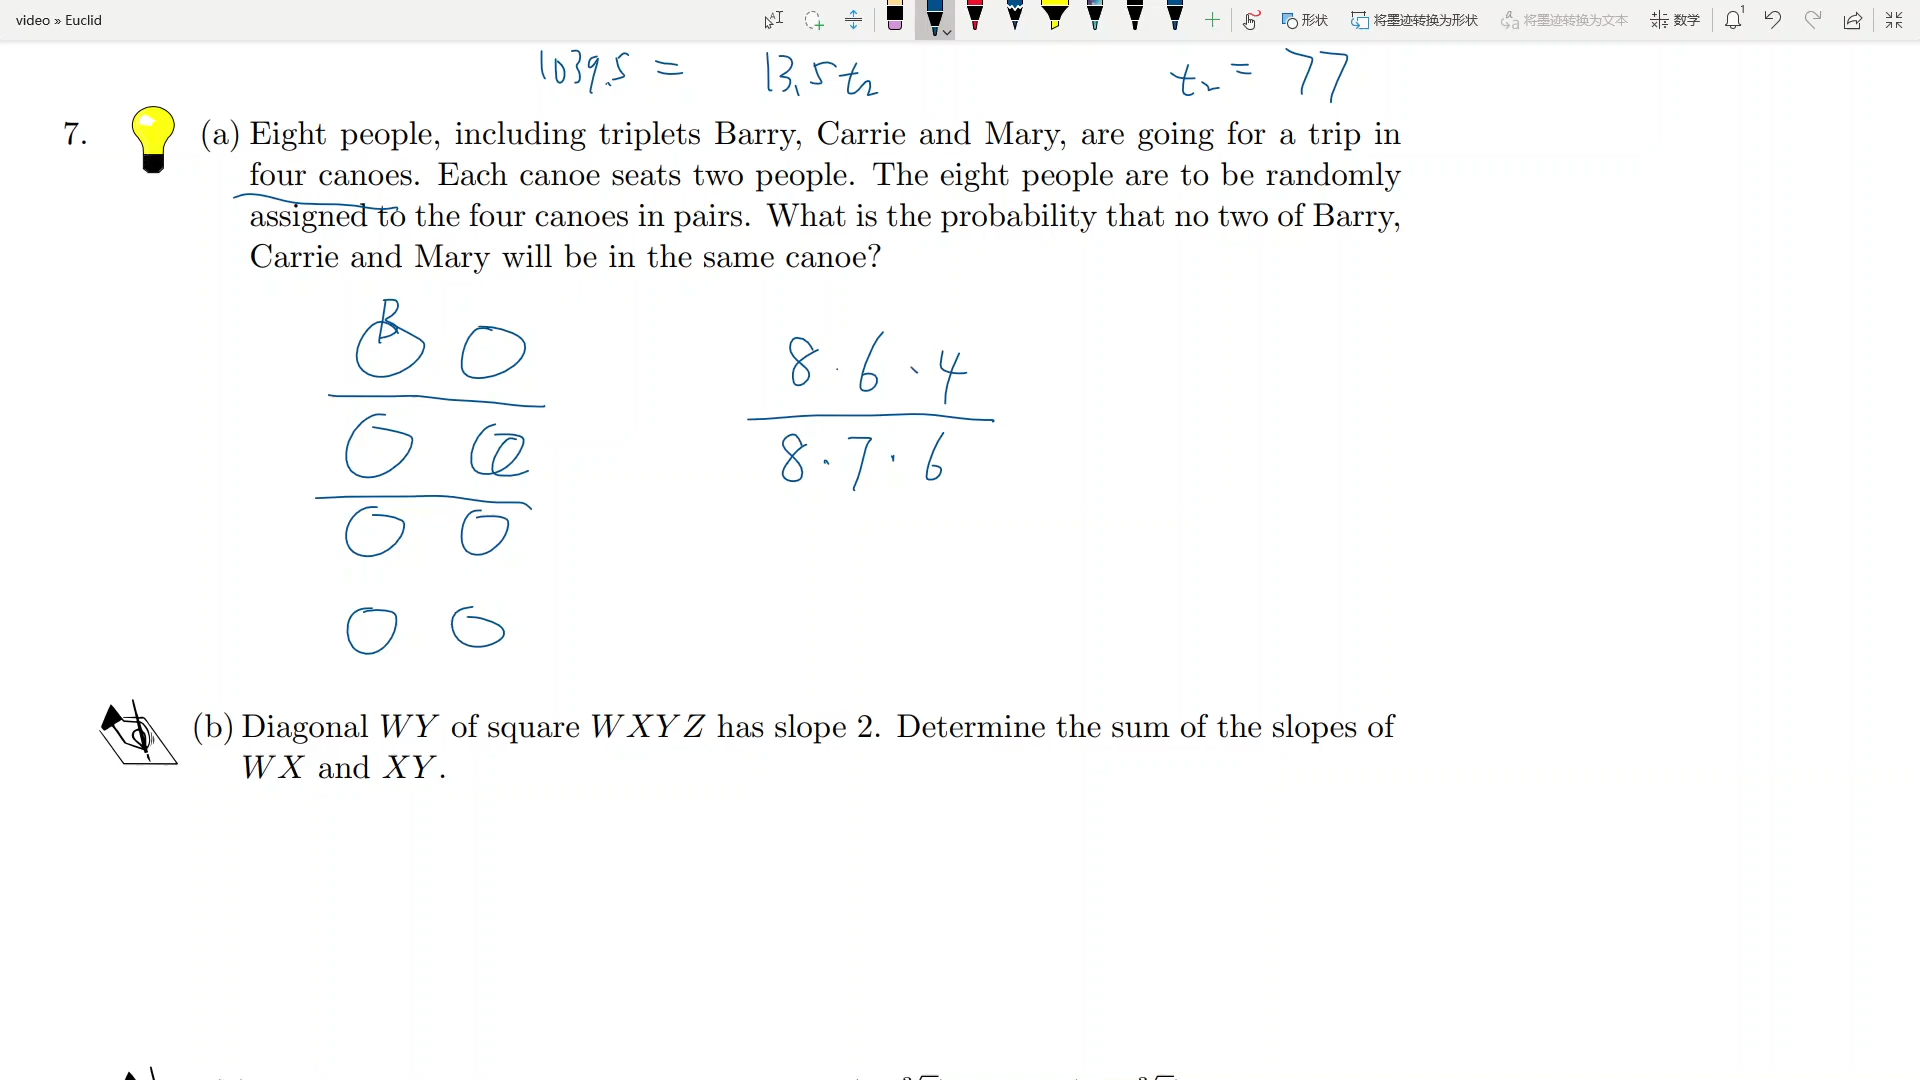 video » Euclid
形状 将墨迹转换为形状 将墨迹转换为文本 数学 1
1039.5 = 13.5t₂ t₂ = 77
7. (a) Eight people, including triplets Barry, Carrie and Mary, are going for a trip in
four canoes. Each canoe seats two people. The eight people are to be randomly
assigned to the four canoes in pairs. What is the probability that no two of Barry,
Carrie and Mary will be in the same canoe?
B
8 · 6 · 4
8 · 7 · 6
(b) Diagonal WY of square WXYZ has slope 2. Determine the sum of the slopes of
WX and XY.